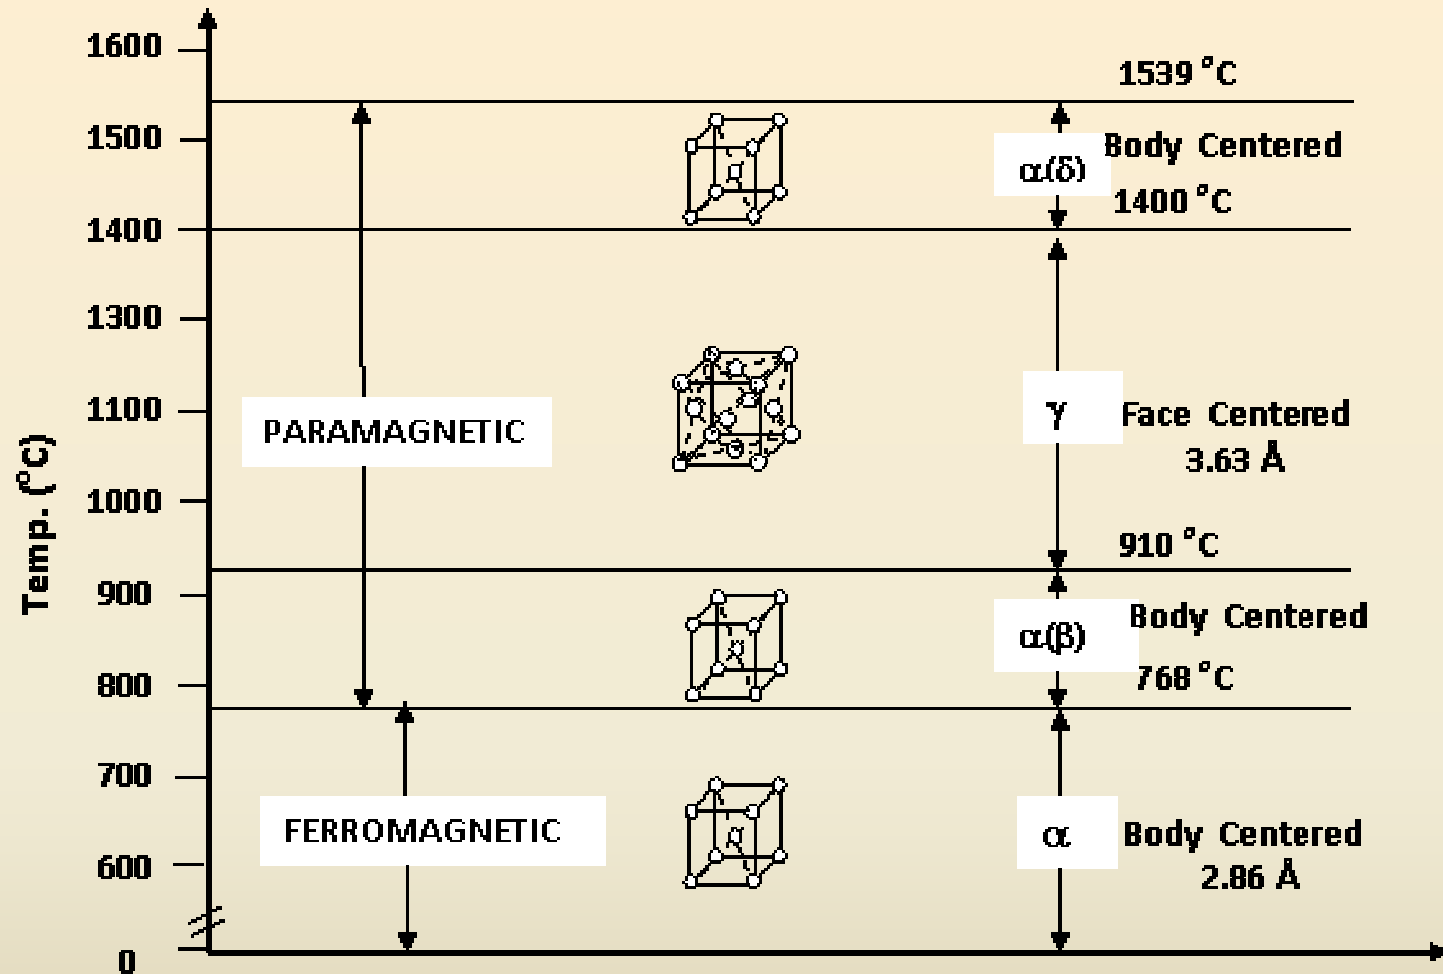 1600
1539 °C
1500
α(δ)
Body Centered
1400 °C
1400
1300
1100
PARAMAGNETIC
γ
Face Centered
3.63 Å
1000
Temp. (°C)
910 °C
900
α(β)
Body Centered
768 °C
800
700
FERROMAGNETIC
α
Body Centered
2.86 Å
600
0